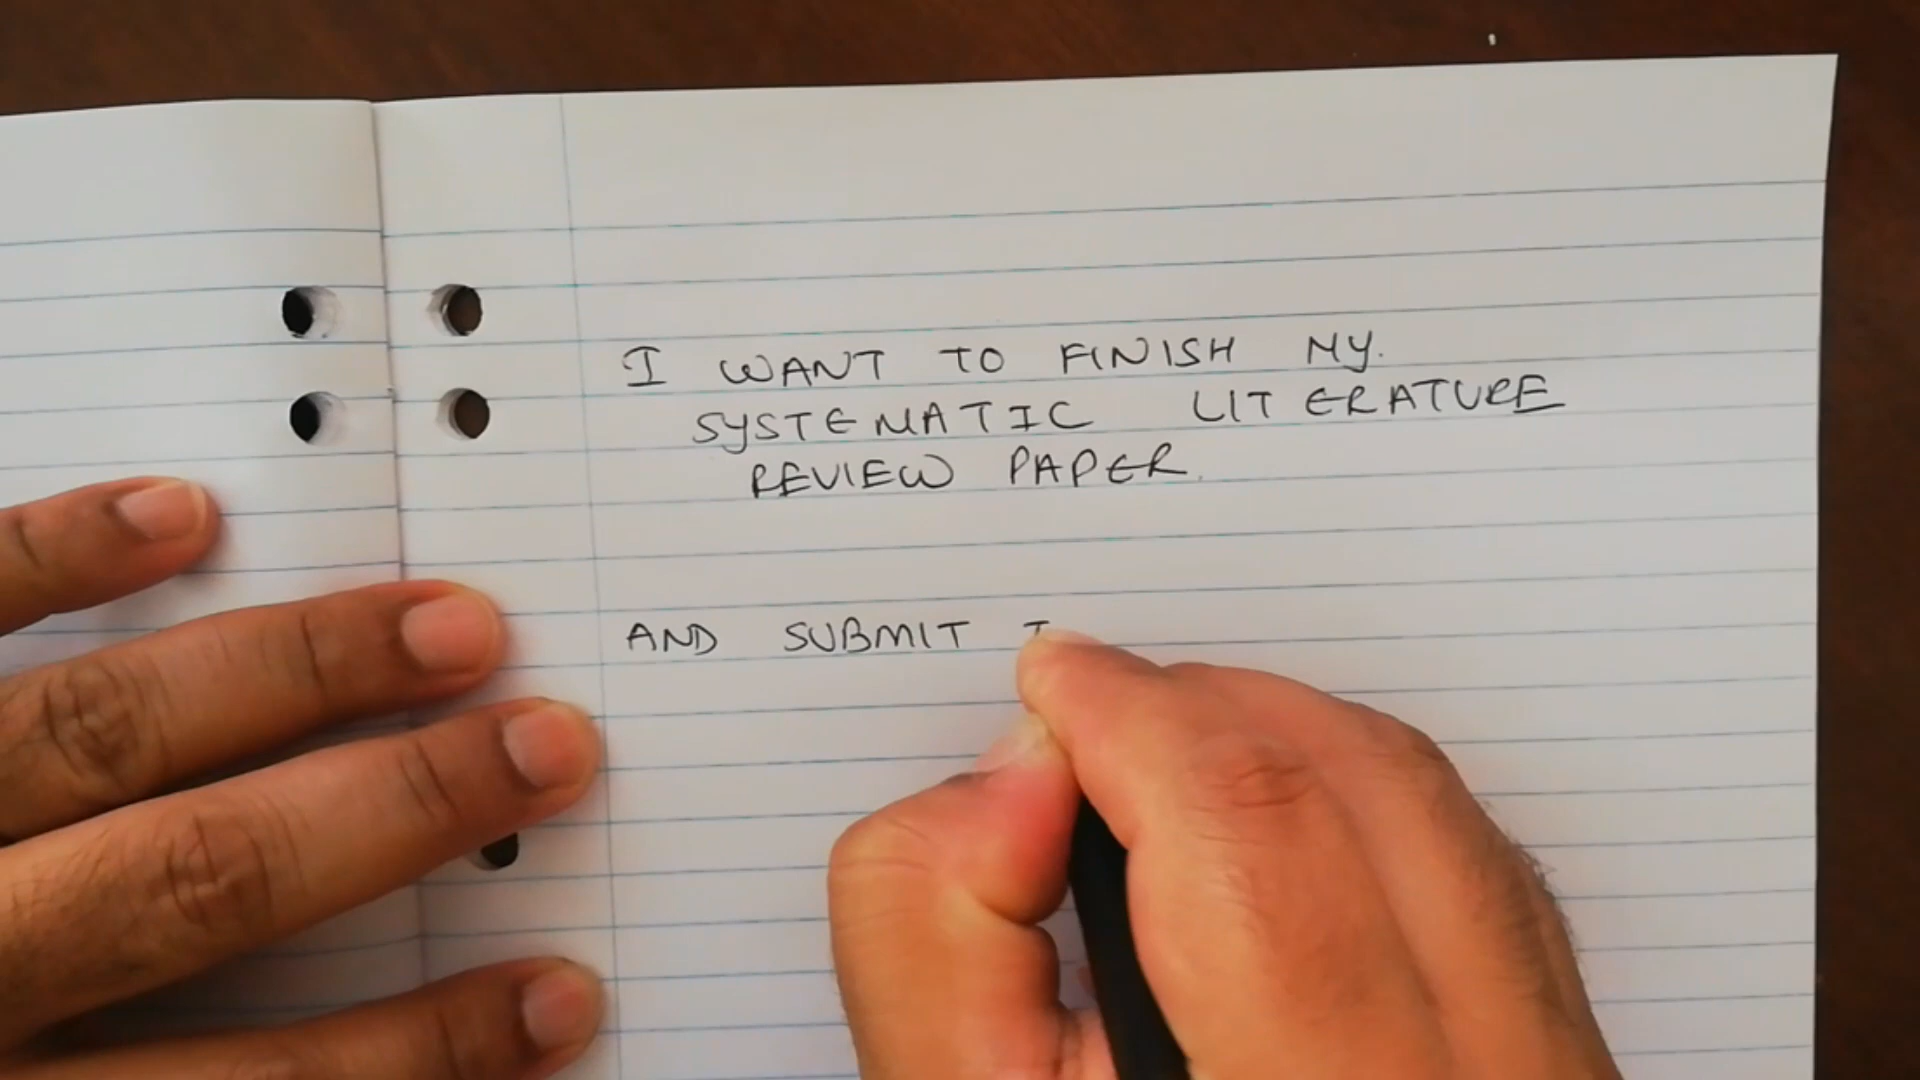 I WANT TO FINISH MY.
SYSTEMATIC LITERATURE
REVIEW PAPER.
AND SUBMIT